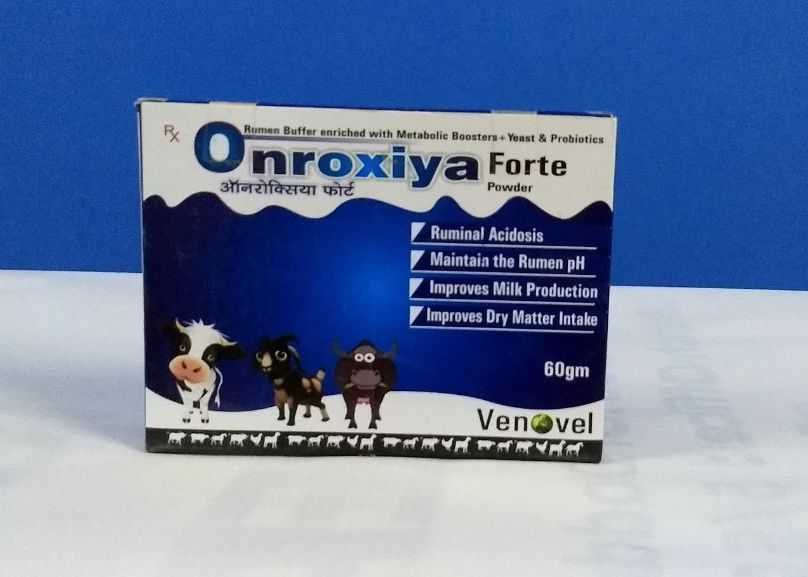 Rx
Rumen Buffer enriched with Metabolic Boosters+Yeast & Probiotics
Onroxiya Forte
Powder
ऑनरोक्सिया फोर्ट
Ruminal Acidosis
Maintain the Rumen pH
Improves Milk Production
Improves Dry Matter Intake
60gm
Venovel